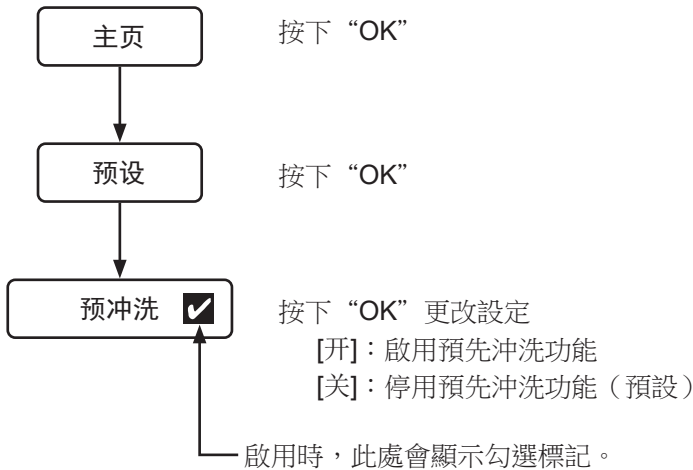 主页
按下“OK”
预设
按下“OK”
预冲洗
按下“OK”更改設定
[开]：啟用預先沖洗功能
[关]：停用預先沖洗功能（預設）
啟用時，此處會顯示勾選標記。